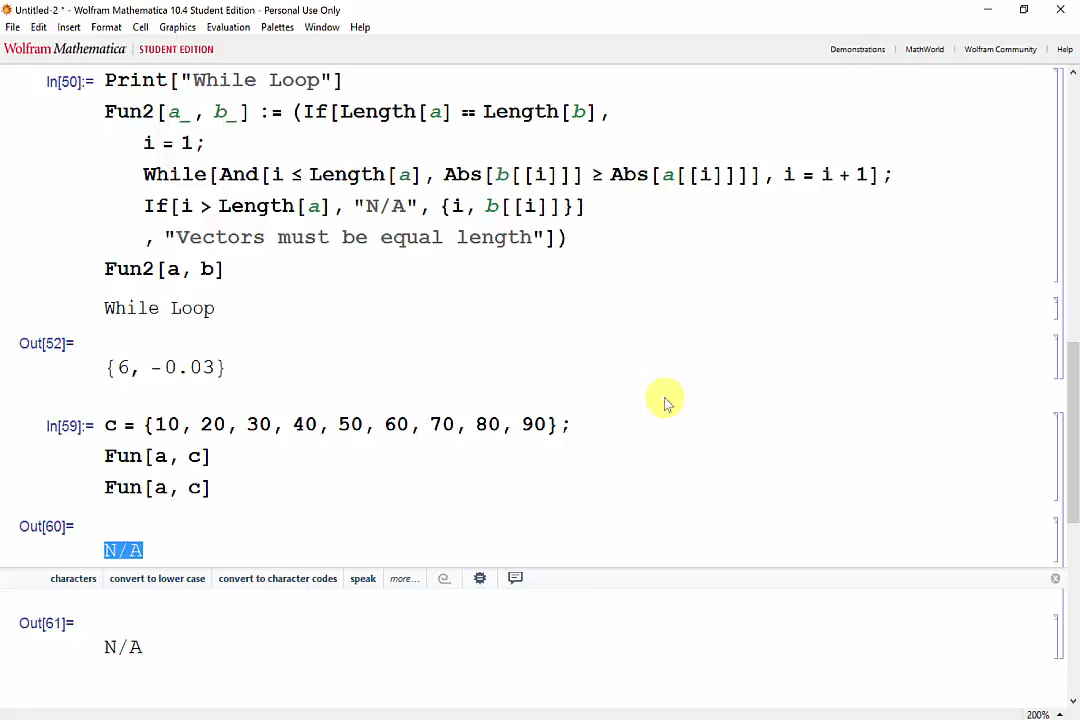 Untitled-2 * - Wolfram Mathematica 10.4 Student Edition - Personal Use Only
File Edit Insert Format Cell Graphics Evaluation Palettes Window Help
Wolfram Mathematica | STUDENT EDITION Demonstrations | MathWorld | Wolfram Community | Help
In[50]:= Print["While Loop"]
Fun2[a_, b_] := (If[Length[a] == Length[b],
i = 1;
While[And[i ≤ Length[a], Abs[b[[i]]] ≥ Abs[a[[i]]]], i = i + 1];
If[i > Length[a], "N/A", {i, b[[i]]}]
, "Vectors must be equal length"])
Fun2[a, b]
While Loop
Out[52]=
{6, -0.03}
In[59]:= c = {10, 20, 30, 40, 50, 60, 70, 80, 90};
Fun[a, c]
Fun[a, c]
Out[60]=
N/A
characters convert to lower case convert to character codes speak more...
Out[61]=
N/A
200%